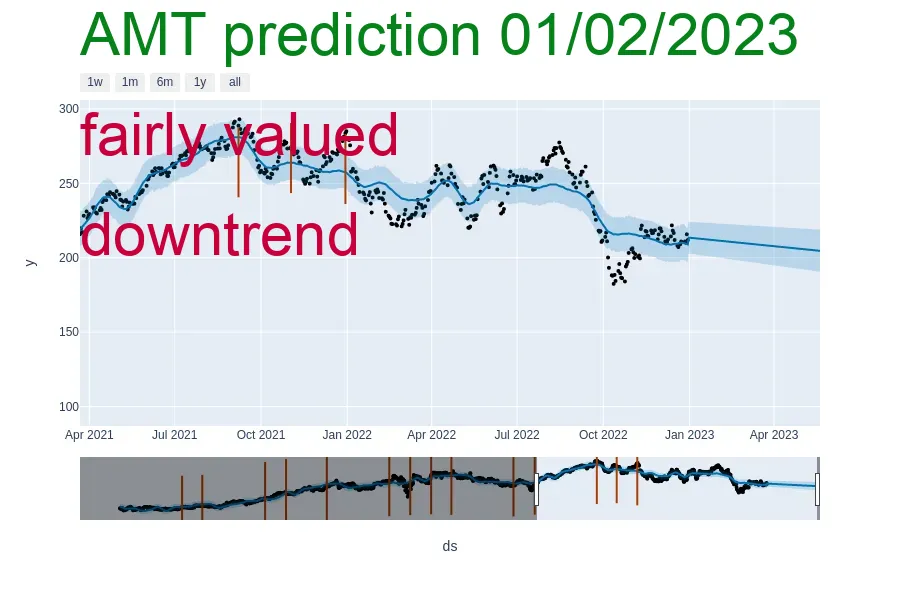 AMT prediction 01/02/2023
1w 1m 6m 1y all
300
fairly valued
250
downtrend
200
y
150
100
Apr 2021 Jul 2021 Oct 2021 Jan 2022 Apr 2022 Jul 2022 Oct 2022 Jan 2023 Apr 2023
ds